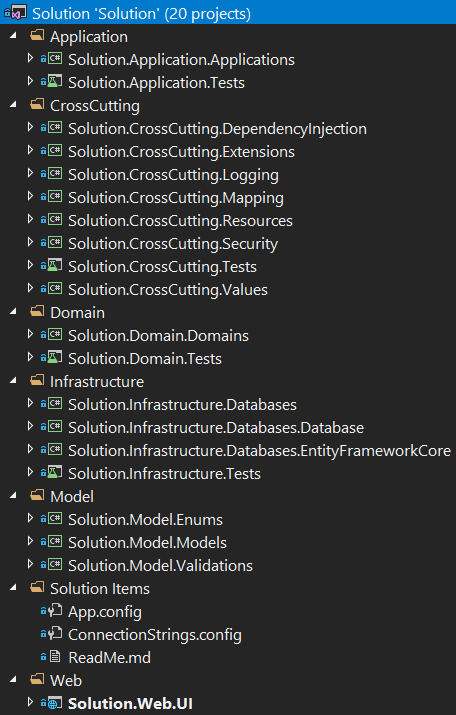 Solution 'Solution' (20 projects)
Application
C# Solution.Application.Applications
Solution.Application.Tests
CrossCutting
C# Solution.CrossCutting.DependencyInjection
C# Solution.CrossCutting.Extensions
C# Solution.CrossCutting.Logging
C# Solution.CrossCutting.Mapping
C# Solution.CrossCutting.Resources
C# Solution.CrossCutting.Security
Solution.CrossCutting.Tests
C# Solution.CrossCutting.Values
Domain
C# Solution.Domain.Domains
Solution.Domain.Tests
Infrastructure
C# Solution.Infrastructure.Databases
C# Solution.Infrastructure.Databases.Database
C# Solution.Infrastructure.Databases.EntityFrameworkCore
Solution.Infrastructure.Tests
Model
C# Solution.Model.Enums
C# Solution.Model.Models
C# Solution.Model.Validations
Solution Items
App.config
ConnectionStrings.config
ReadMe.md
Web
Solution.Web.UI